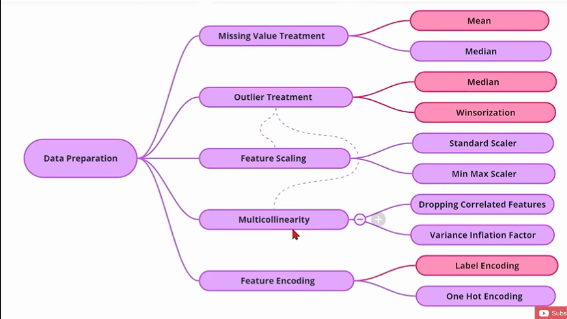 Mean
Missing Value Treatment
Median
Median
Outlier Treatment
Winsorization
Standard Scaler
Data Preparation
Feature Scaling
Min Max Scaler
Dropping Correlated Features
Multicollinearity
Variance Inflation Factor
Label Encoding
Feature Encoding
One Hot Encoding
Subs